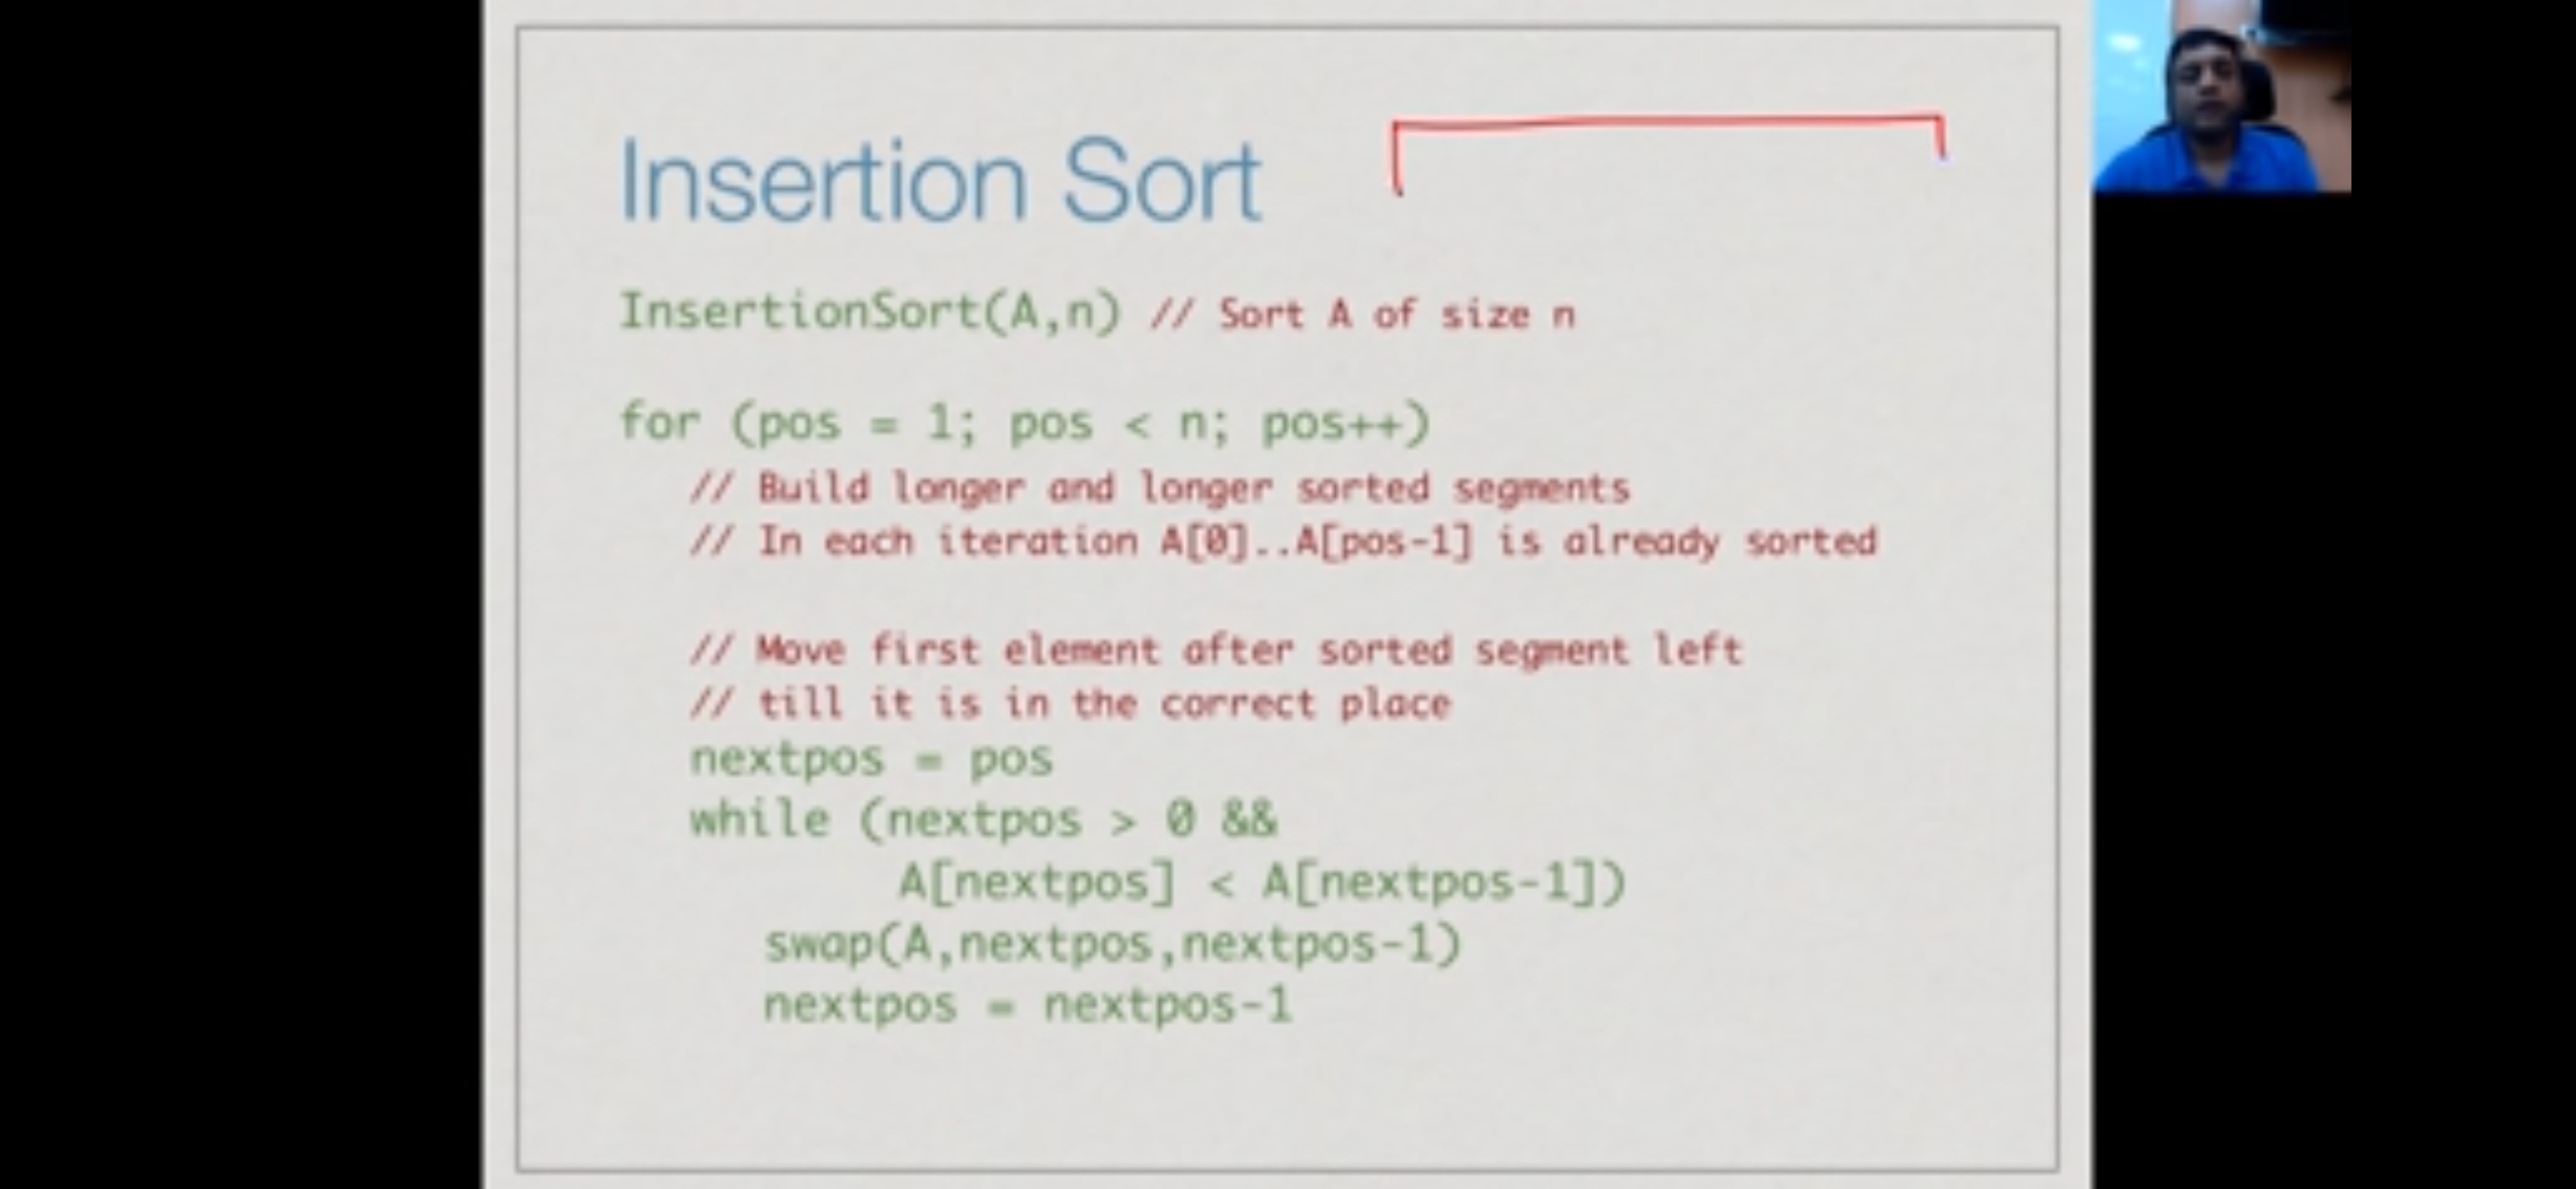 Insertion Sort
InsertionSort(A,n) // Sort A of size n
for (pos = 1; pos < n; pos++)
// Build longer and longer sorted segments
// In each iteration A[0]..A[pos-1] is already sorted
// Move first element after sorted segment left
// till it is in the correct place
nextpos = pos
while (nextpos > 0 &&
A[nextpos] < A[nextpos-1])
swap(A,nextpos,nextpos-1)
nextpos = nextpos-1